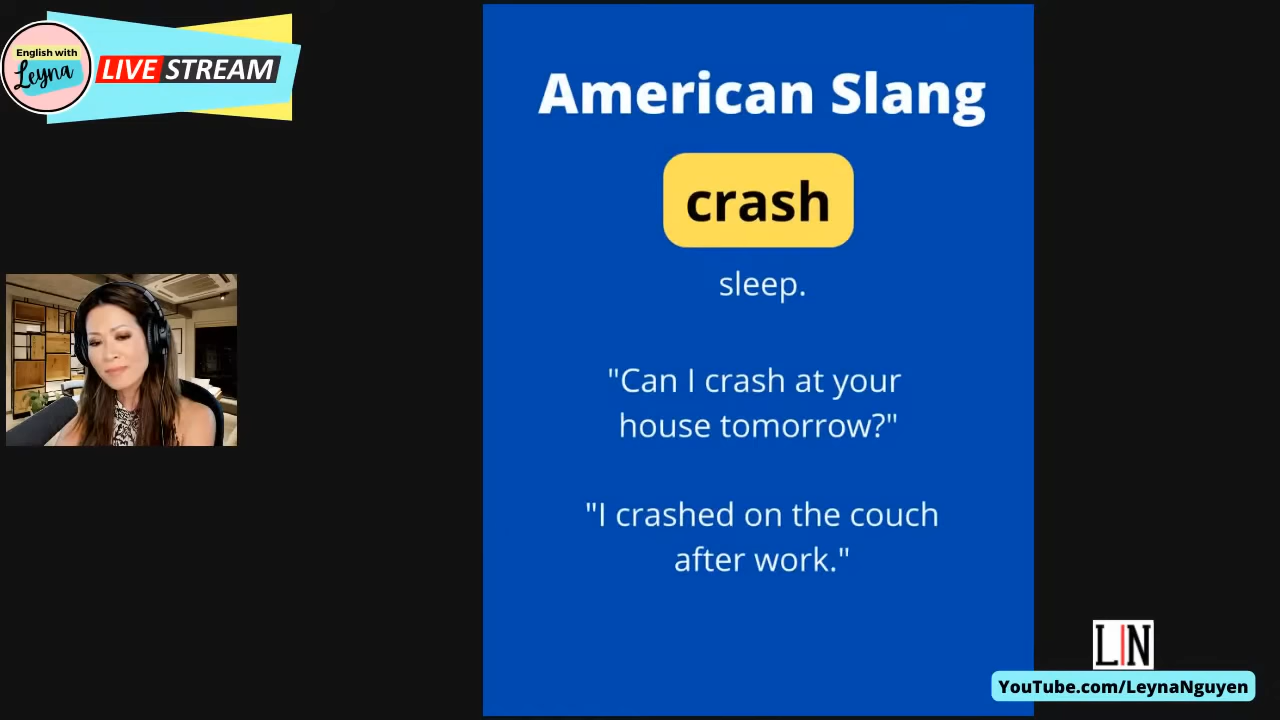 English with
Leyna
LIVE STREAM
American Slang
crash
sleep.
"Can I crash at your
house tomorrow?"
"I crashed on the couch
after work."
LIN
YouTube.com/LeynaNguyen